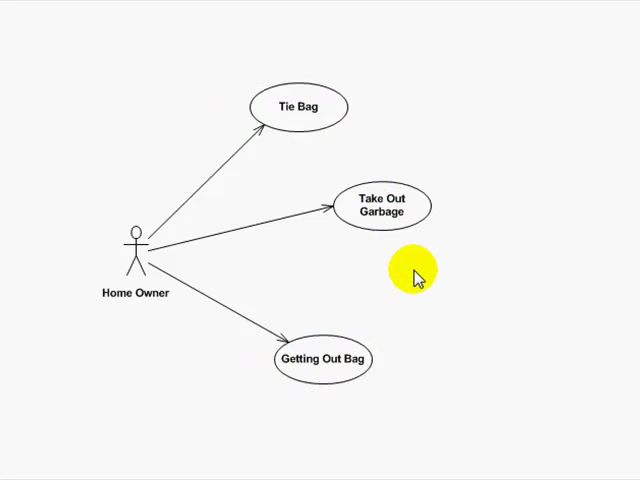 Tie Bag
Take Out
Garbage
Home Owner
Getting Out Bag